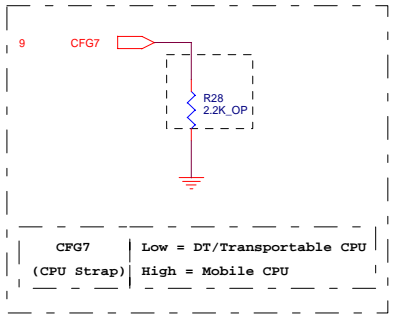 9 CFG7
R28
2.2K_OP
CFG7 Low = DT/Transportable CPU
(CPU Strap) High = Mobile CPU